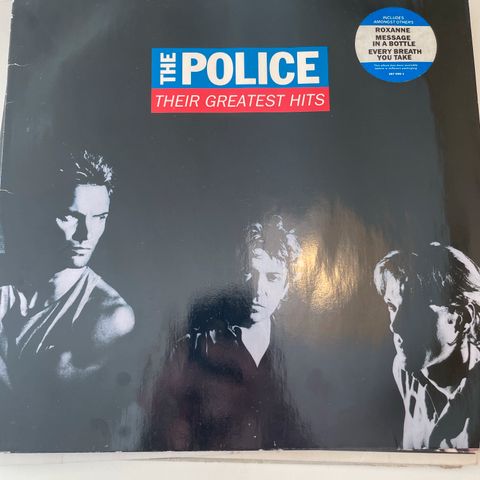 THE POLICE
THEIR GREATEST HITS
INCLUDES
AMONGST OTHERS
ROXANNE
MESSAGE
IN A BOTTLE
EVERY BREATH
YOU TAKE